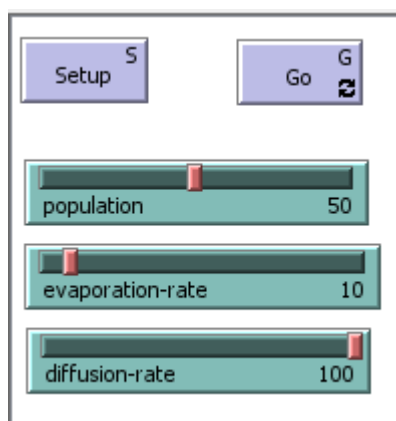 S
Setup
G
Go
population 50
evaporation-rate 10
diffusion-rate 100